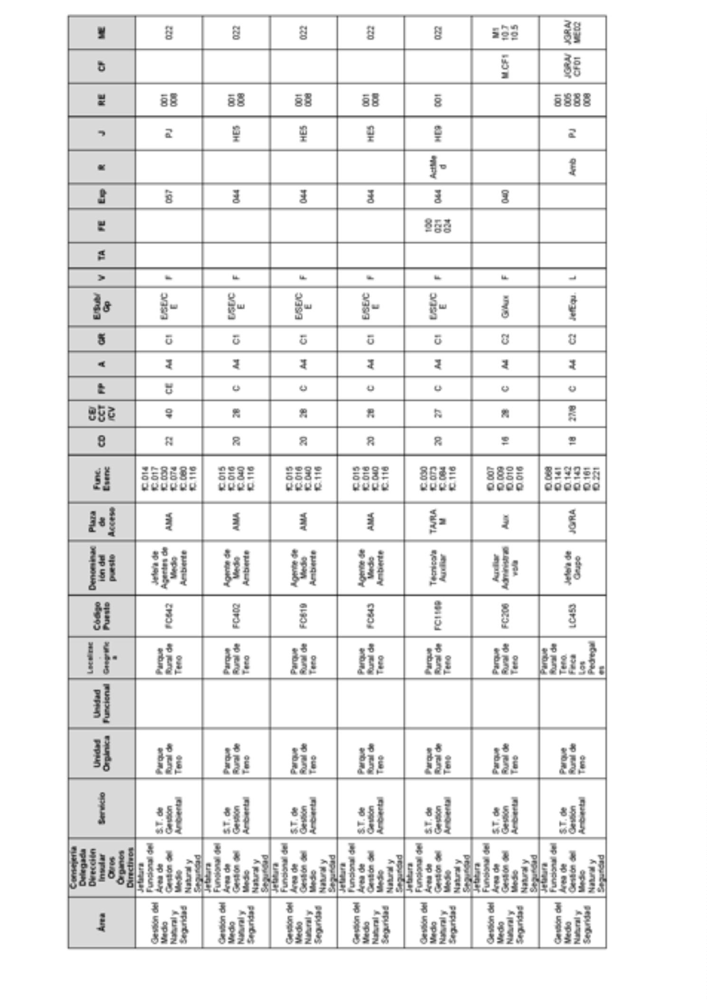 Área
Consejería
Delegada
Dirección
Insular
Otros
Órganos
Directivos
Servicio
Unidad
Orgánica
Unidad
Funcional
Localizac
.
Geográfic
a
Código
Puesto
Denominac
ión del
puesto
Plaza
de
Acceso
Func.
Esenc
CD
CE/
CCT
/CV
FP
A
GR
E/Sub/
Gp
V
TA
FE
Exp
R
J
RE
CF
ME
Gestión del
Medio
Natural y
Seguridad
Jefatura
Funcional del
Área de
Gestión del
Medio
Natural y
Seguridad
S.T. de
Gestión
Ambiental
Parque
Rural de
Teno
Parque
Rural de
Teno
FC642
Jefe/a de
Agentes de
Medio
Ambiente
AMA
fC.014
fC.017
fC.030
fC.074
fC.080
fC.116
22
40
CE
A4
C1
E/SE/C
E
F
057
PJ
001
008
022
Gestión del
Medio
Natural y
Seguridad
Jefatura
Funcional del
Área de
Gestión del
Medio
Natural y
Seguridad
S.T. de
Gestión
Ambiental
Parque
Rural de
Teno
Parque
Rural de
Teno
FC402
Agente de
Medio
Ambiente
AMA
fC.015
fC.016
fC.040
fC.116
20
28
C
A4
C1
E/SE/C
E
F
044
HE5
001
008
022
Gestión del
Medio
Natural y
Seguridad
Jefatura
Funcional del
Área de
Gestión del
Medio
Natural y
Seguridad
S.T. de
Gestión
Ambiental
Parque
Rural de
Teno
Parque
Rural de
Teno
FC619
Agente de
Medio
Ambiente
AMA
fC.015
fC.016
fC.040
fC.116
20
28
C
A4
C1
E/SE/C
E
F
044
HE5
001
008
022
Gestión del
Medio
Natural y
Seguridad
Jefatura
Funcional del
Área de
Gestión del
Medio
Natural y
Seguridad
S.T. de
Gestión
Ambiental
Parque
Rural de
Teno
Parque
Rural de
Teno
FC643
Agente de
Medio
Ambiente
AMA
fC.015
fC.016
fC.040
fC.116
20
28
C
A4
C1
E/SE/C
E
F
044
HE5
001
008
022
Gestión del
Medio
Natural y
Seguridad
Jefatura
Funcional del
Área de
Gestión del
Medio
Natural y
Seguridad
S.T. de
Gestión
Ambiental
Parque
Rural de
Teno
Parque
Rural de
Teno
FC1169
Técnico/a
Auxiliar
TA/RA
M
fC.030
fC.073
fC.084
fC.116
20
27
C
A4
C1
E/SE/C
E
F
100
021
024
044
ActMe
d
HE9
001
022
Gestión del
Medio
Natural y
Seguridad
Jefatura
Funcional del
Área de
Gestión del
Medio
Natural y
Seguridad
S.T. de
Gestión
Ambiental
Parque
Rural de
Teno
Parque
Rural de
Teno
FC206
Auxiliar
Administrati
vo/a
Aux
fD.007
fD.009
fD.010
fD.016
16
28
C
A4
C2
G/Aux
F
040
M.CF1
M1
10.7
10.5
Gestión del
Medio
Natural y
Seguridad
Jefatura
Funcional del
Área de
Gestión del
Medio
Natural y
Seguridad
S.T. de
Gestión
Ambiental
Parque
Rural de
Teno
Parque
Rural de
Teno.
Finca
Los
Pedregal
es
LC453
Jefe/a de
Grupo
JG/RA
fD.068
fD.141
fD.142
fD.143
fD.161
fD.221
18
27/8
C
A4
C2
JefEqu.
L
Amb
PJ
001
005
006
008
JGRA/
CF01
JGRA/
ME02